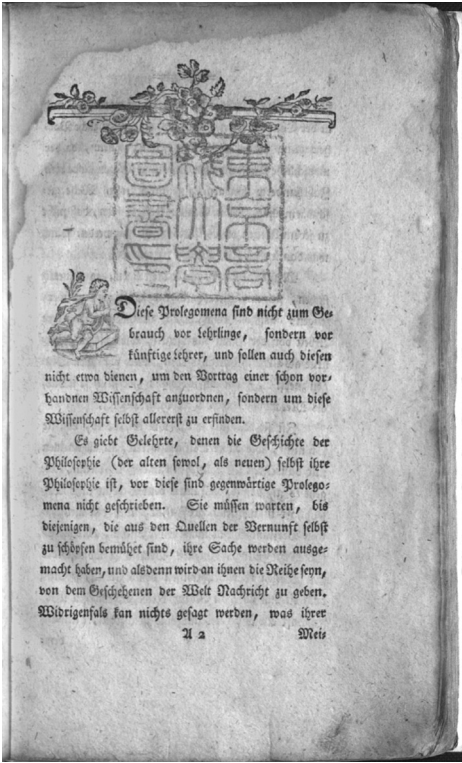 Diese Prolegomena sind nicht zum Ge-
brauch vor Lehrlinge, sondern vor
künftige Lehrer, und sollen auch diesen
nicht etwa dienen, um den Vortrag einer schon vor-
handnen Wissenschaft anzuordnen, sondern um diese
Wissenschaft selbst allererst zu erfinden.
Es giebt Gelehrte, denen die Geschichte der
Philosophie (der alten sowol, als neuen) selbst ihre
Philosophie ist, vor diese sind gegenwärtige Prolego-
mena nicht geschrieben. Sie müssen warten, bis
diejenigen, die aus den Quellen der Vernunft selbst
zu schöpfen bemühet sind, ihre Sache werden ausge-
macht haben, und alsdenn wird an ihnen die Reihe seyn,
von dem Geschehenen der Welt Nachricht zu geben.
Widrigenfals kan nichts gesagt werden, was ihrer
A 2 Mei-